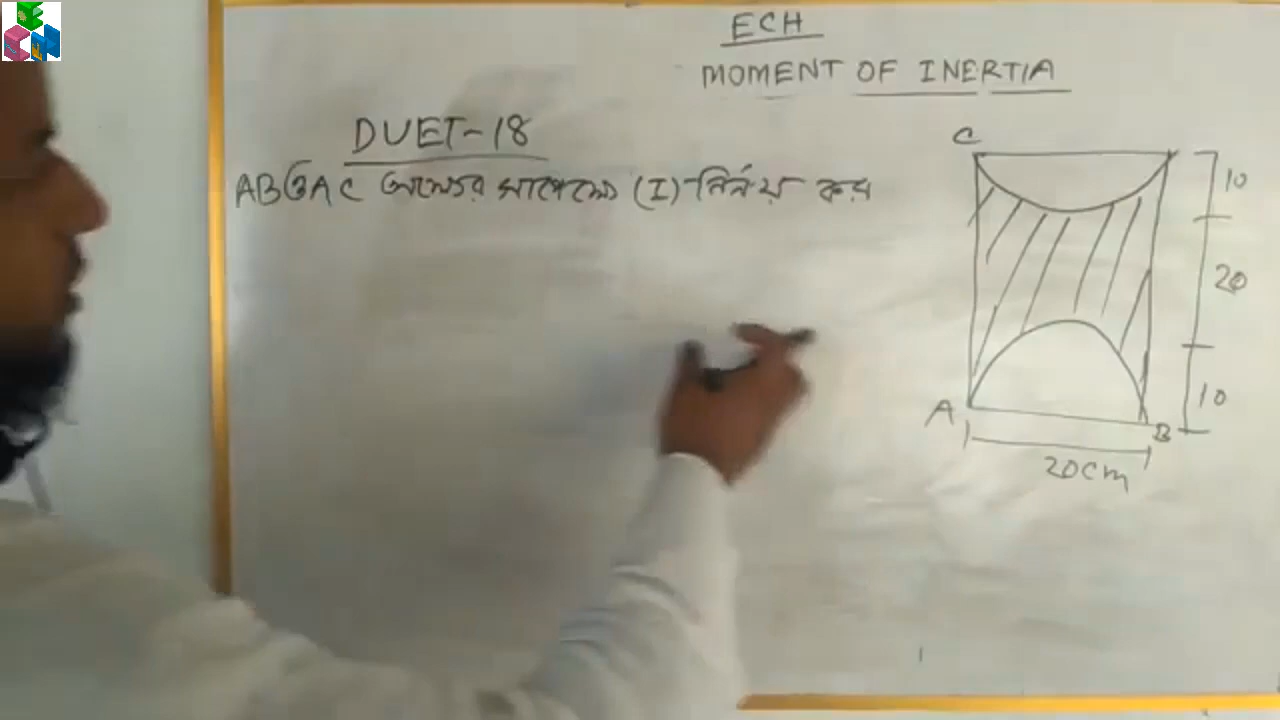 ECH
MOMENT OF INERTIA
DUET-18
AB ও AC অক্ষের সাপেক্ষে (I) নির্ণয় কর
C
10
20
10
A
B
20cm